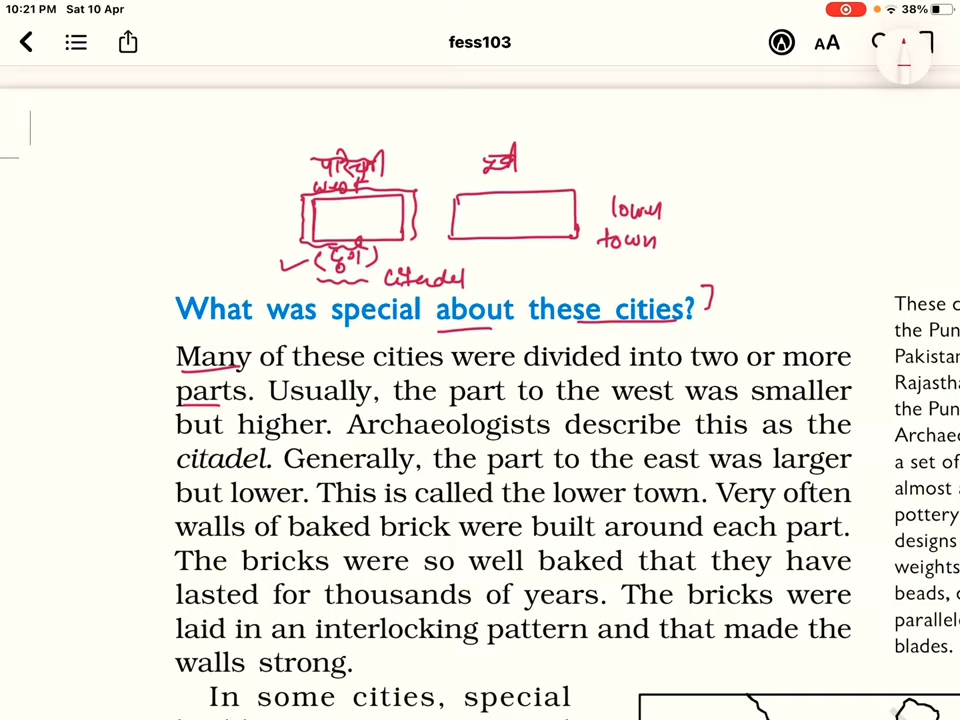 10:21 PM Sat 10 Apr
38%
fess103
AA
lower
town
(दुर्ग)
citadel
What was special about these cities?
Many of these cities were divided into two or more
parts. Usually, the part to the west was smaller
but higher. Archaeologists describe this as the
citadel. Generally, the part to the east was larger
but lower. This is called the lower town. Very often
walls of baked brick were built around each part.
The bricks were so well baked that they have
lasted for thousands of years. The bricks were
laid in an interlocking pattern and that made the
walls strong.
In some cities, special
These c
the Pun
Pakistan
Rajastha
the Pun
Archaeo
a set of
almost a
pottery
designs
weights
beads, c
parallele
blades.